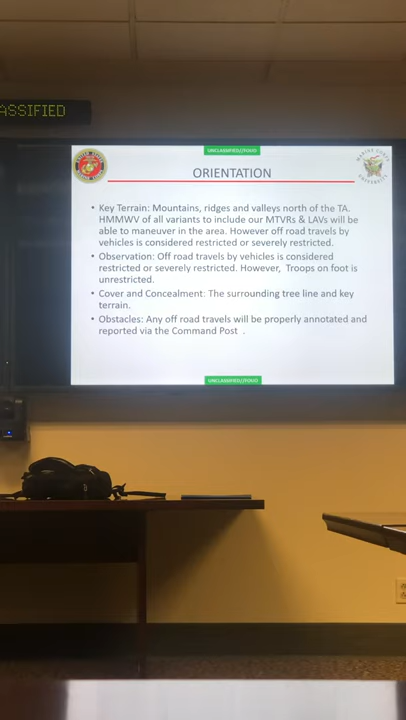 ASSIFIED
UNCLASSIFIED//FOUO
ORIENTATION
MARINE CORPS
UNIVERSITY
• Key Terrain: Mountains, ridges and valleys north of the TA.
HMMWV of all variants to include our MTVRs & LAVs will be
able to maneuver in the area. However off road travels by
vehicles is considered restricted or severely restricted.
• Observation: Off road travels by vehicles is considered
restricted or severely restricted. However, Troops on foot is
unrestricted.
• Cover and Concealment: The surrounding tree line and key
terrain.
• Obstacles: Any off road travels will be properly annotated and
reported via the Command Post .
UNCLASSIFIED//FOUO